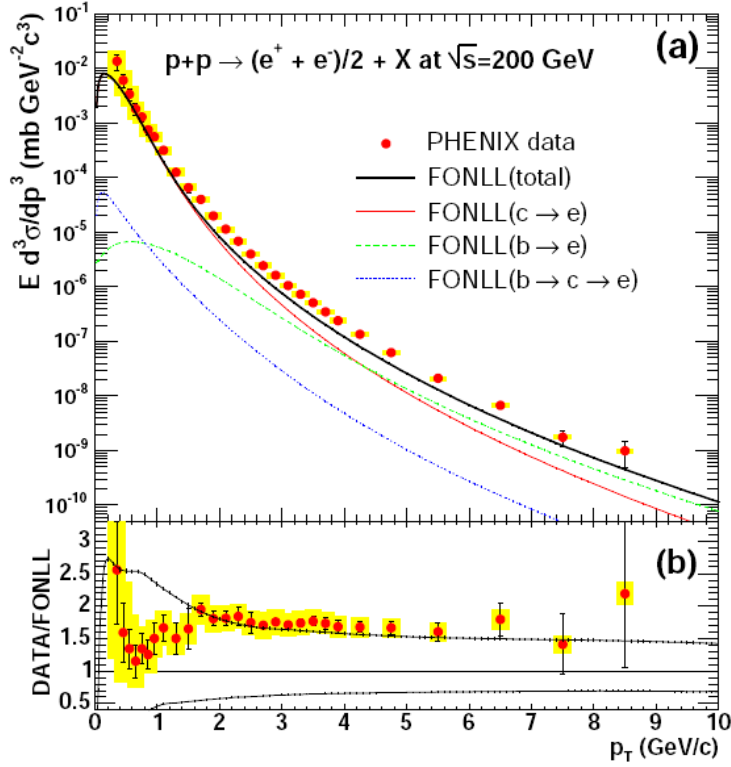 10⁻¹
(a)
p+p → (e⁺ + e⁻)/2 + X at √s=200 GeV
10⁻²
10⁻³
PHENIX data
10⁻⁴
FONLL(total)
FONLL(c → e)
10⁻⁵
FONLL(b → e)
10⁻⁶
FONLL(b → c → e)
10⁻⁷
10⁻⁸
10⁻⁹
10⁻¹⁰
E d³σ/dp³ (mb GeV⁻²c³)
(b)
3
2.5
2
1.5
1
0.5
DATA/FONLL
0 1 2 3 4 5 6 7 8 9 10
p_T (GeV/c)